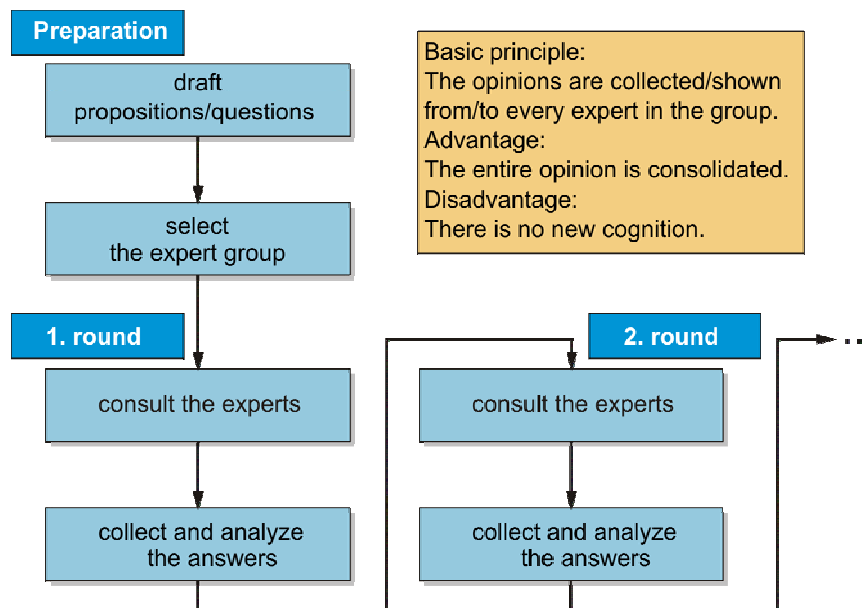 Preparation
draft
propositions/questions
select
the expert group
Basic principle:
The opinions are collected/shown
from/to every expert in the group.
Advantage:
The entire opinion is consolidated.
Disadvantage:
There is no new cognition.
1. round
consult the experts
collect and analyze
the answers
2. round
consult the experts
collect and analyze
the answers
..